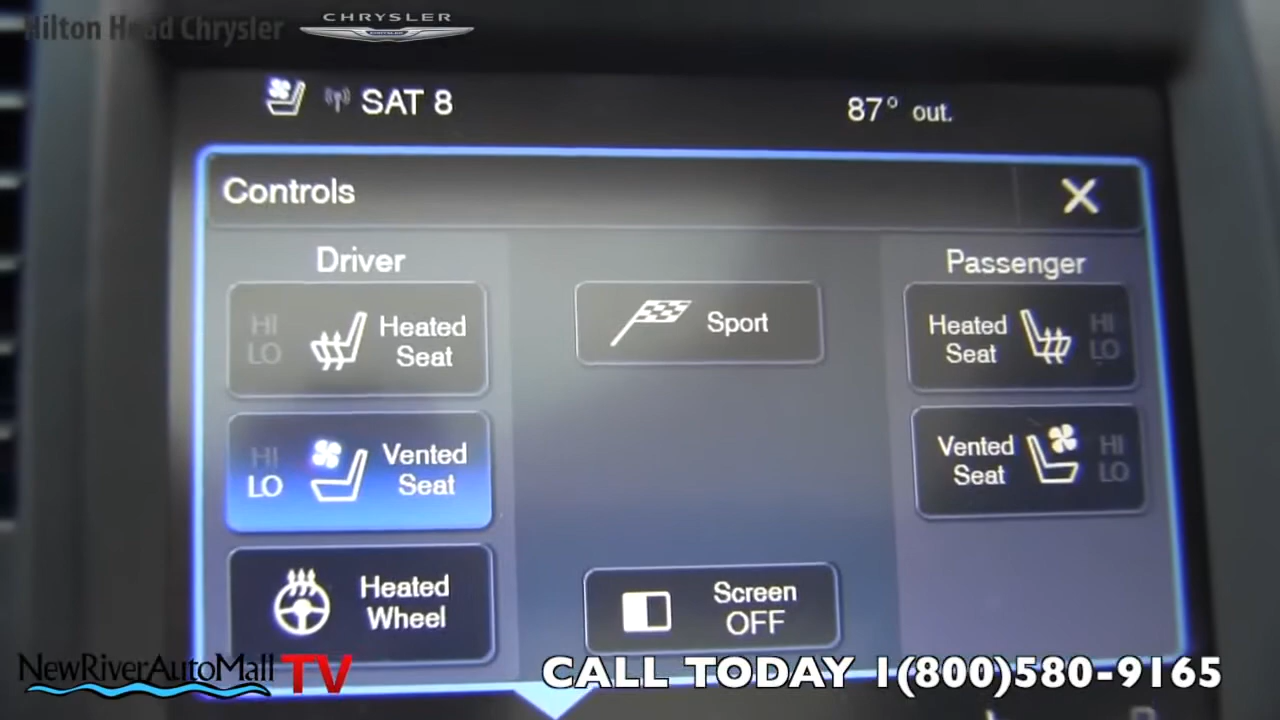 Hilton Head Chrysler
CHRYSLER
SAT 8
87° out.
Controls
X
Driver
Passenger
HI
LO
Heated
Seat
Sport
Heated
Seat
HI
LO
HI
LO
Vented
Seat
Vented
Seat
HI
LO
Heated
Wheel
Screen
OFF
NewRiverAutoMall TV
CALL TODAY 1(800)580-9165